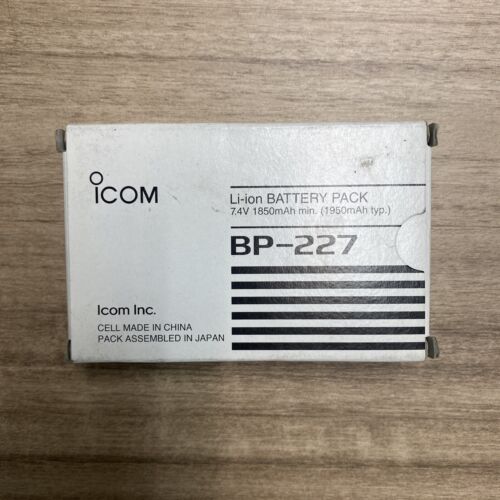 ICOM
Li-ion BATTERY PACK
7.4V 1850mAh min. (1950mAh typ.)
BP-227
Icom Inc.
CELL MADE IN CHINA
PACK ASSEMBLED IN JAPAN